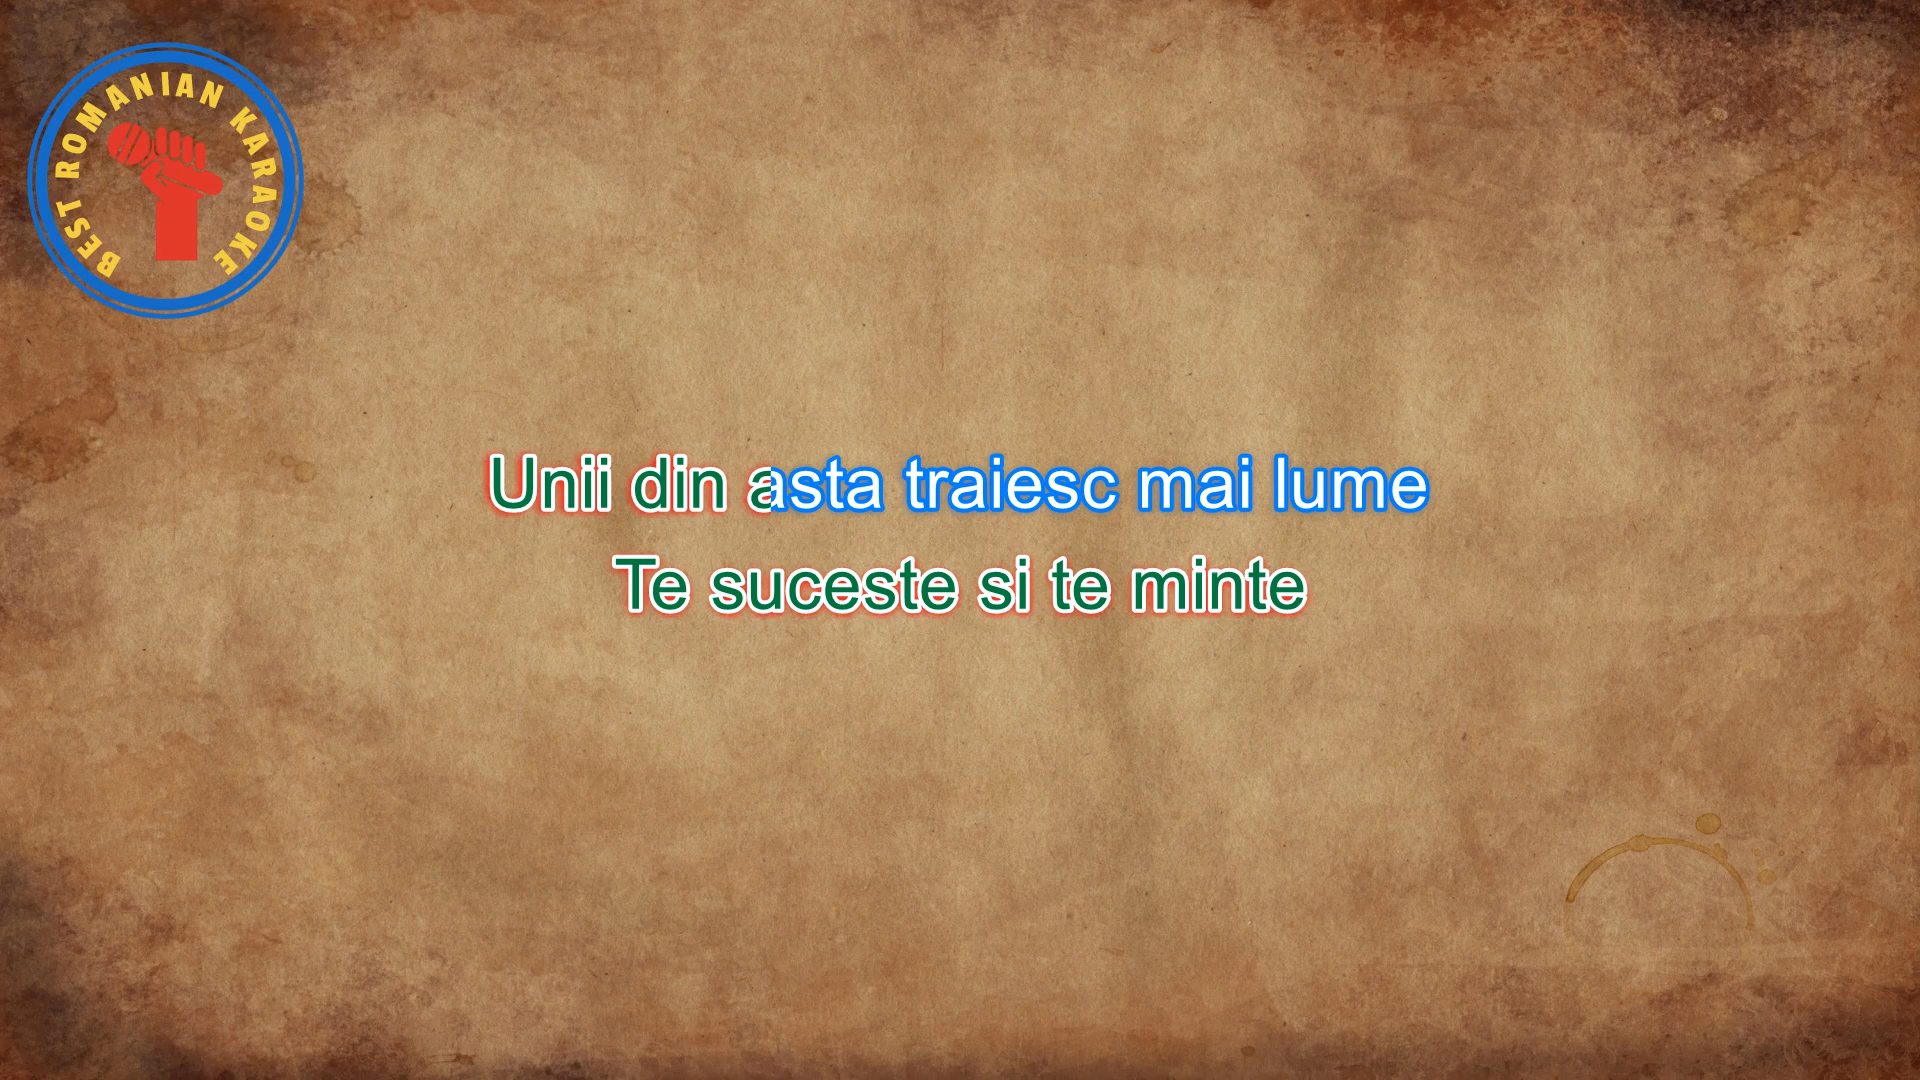 BEST ROMANIAN KARAOKE
Unii din asta traiesc mai lume
Te suceste si te minte